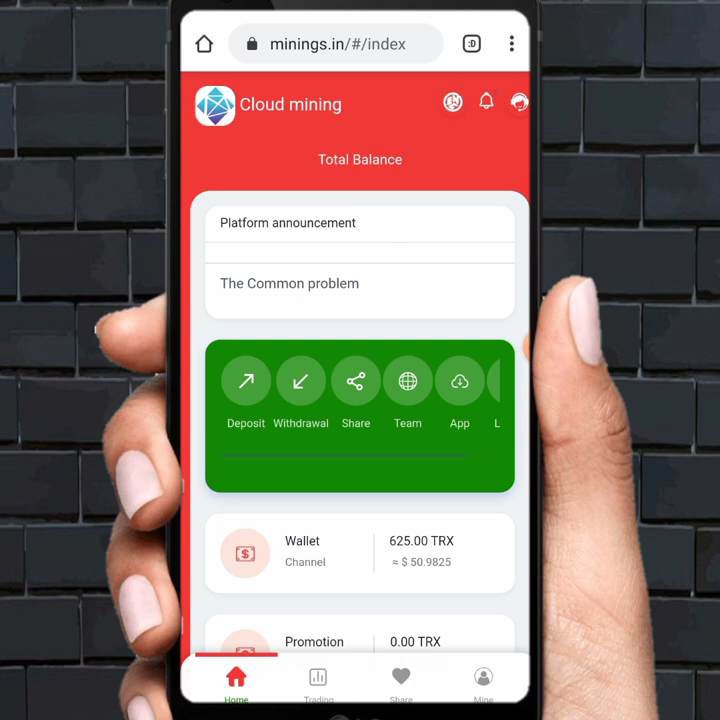 minings.in/#/index
:D
Cloud mining
Total Balance
Platform announcement
The Common problem
Deposit Withdrawal Share Team App L
Wallet 625.00 TRX
Channel ≈ $ 50.9825
Promotion 0.00 TRX
Home Trading Share Mine